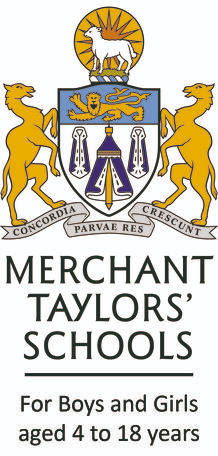 CONCORDIA PARVAE RES CRESCUNT
MERCHANT
TAYLORS'
SCHOOLS
For Boys and Girls
aged 4 to 18 years